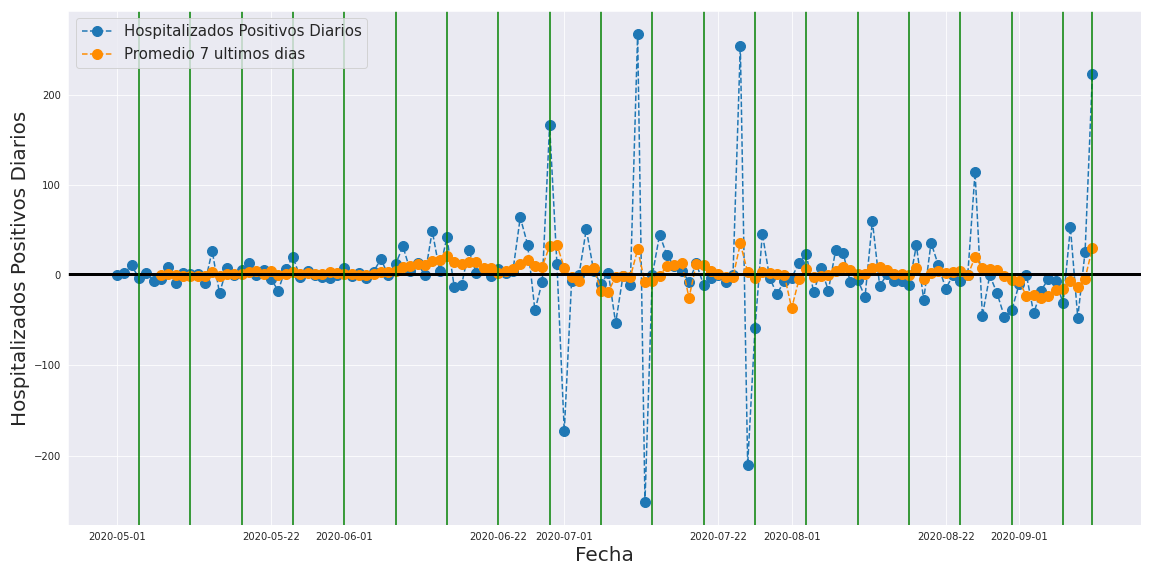 Hospitalizados Positivos Diarios
Promedio 7 ultimos dias
Hospitalizados Positivos Diarios
200
100
0
−100
−200
2020-05-01 2020-05-22 2020-06-01 2020-06-22 2020-07-01 2020-07-22 2020-08-01 2020-08-22 2020-09-01
Fecha